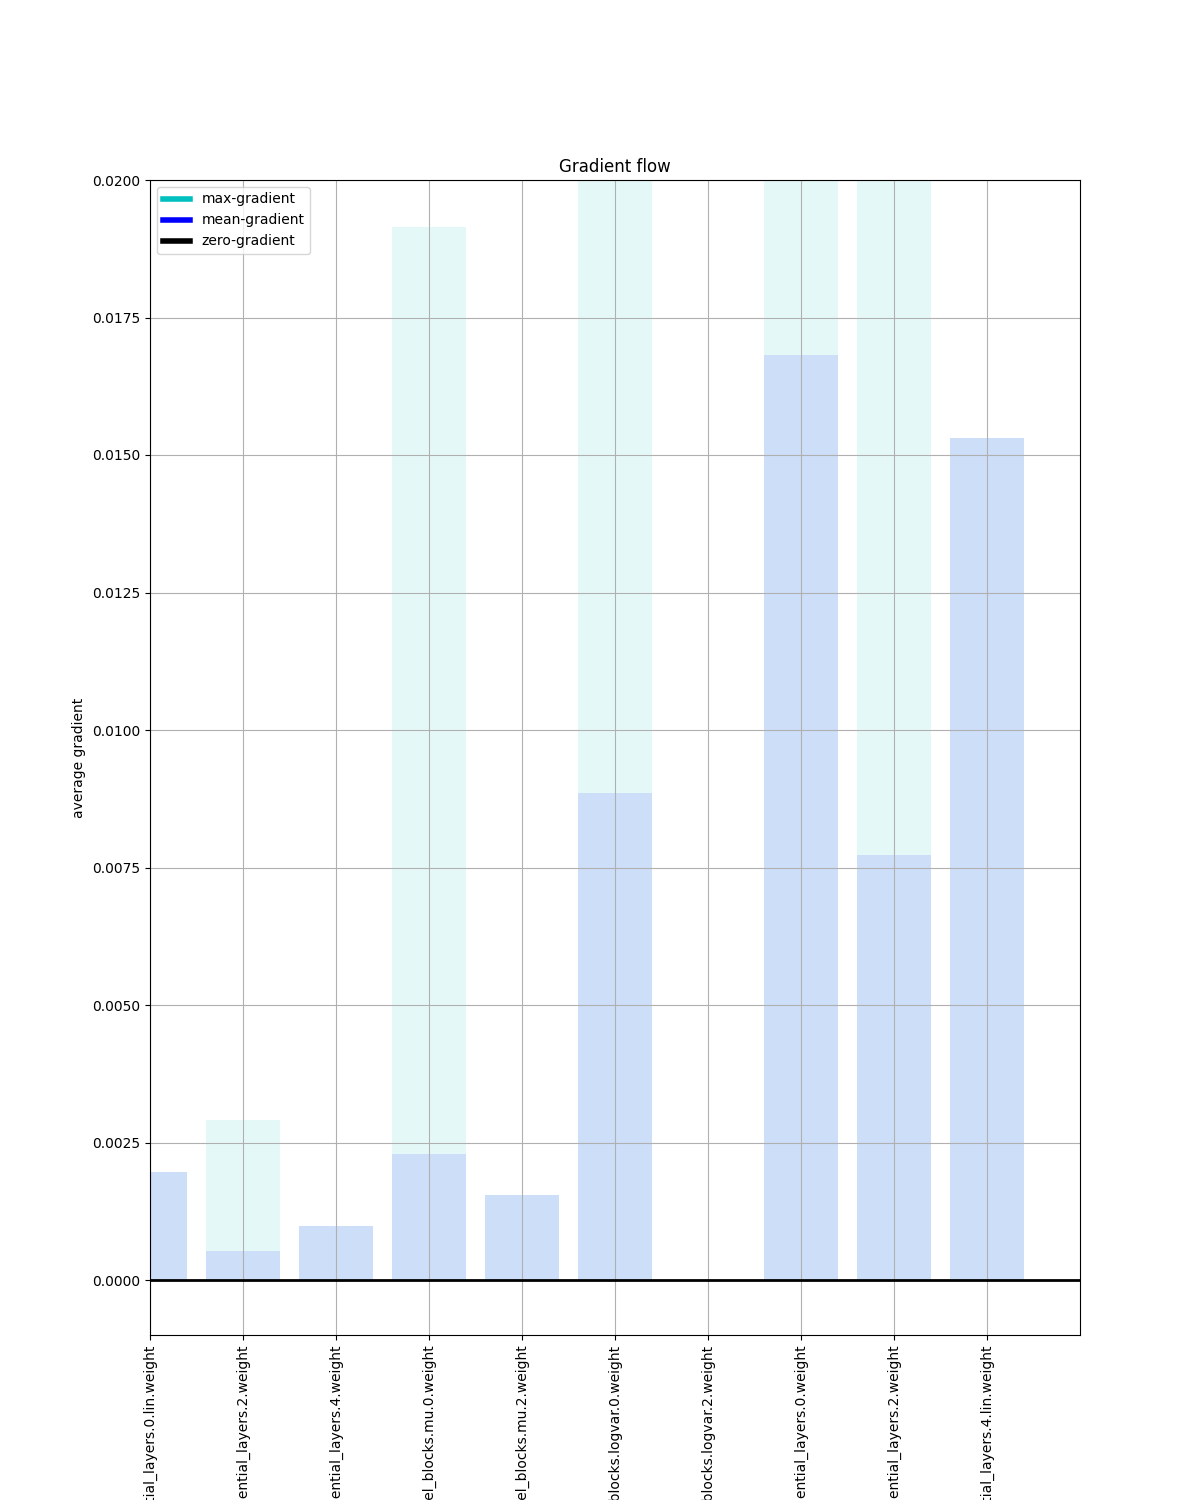 Gradient flow
max-gradient
mean-gradient
zero-gradient
0.0200
0.0175
0.0150
0.0125
0.0100
0.0075
0.0050
0.0025
0.0000
average gradient
tial_layers.0.lin.weight
ential_layers.2.weight
ential_layers.4.weight
el_blocks.mu.0.weight
el_blocks.mu.2.weight
blocks.logvar.0.weight
blocks.logvar.2.weight
ential_layers.0.weight
ential_layers.2.weight
tial_layers.4.lin.weight